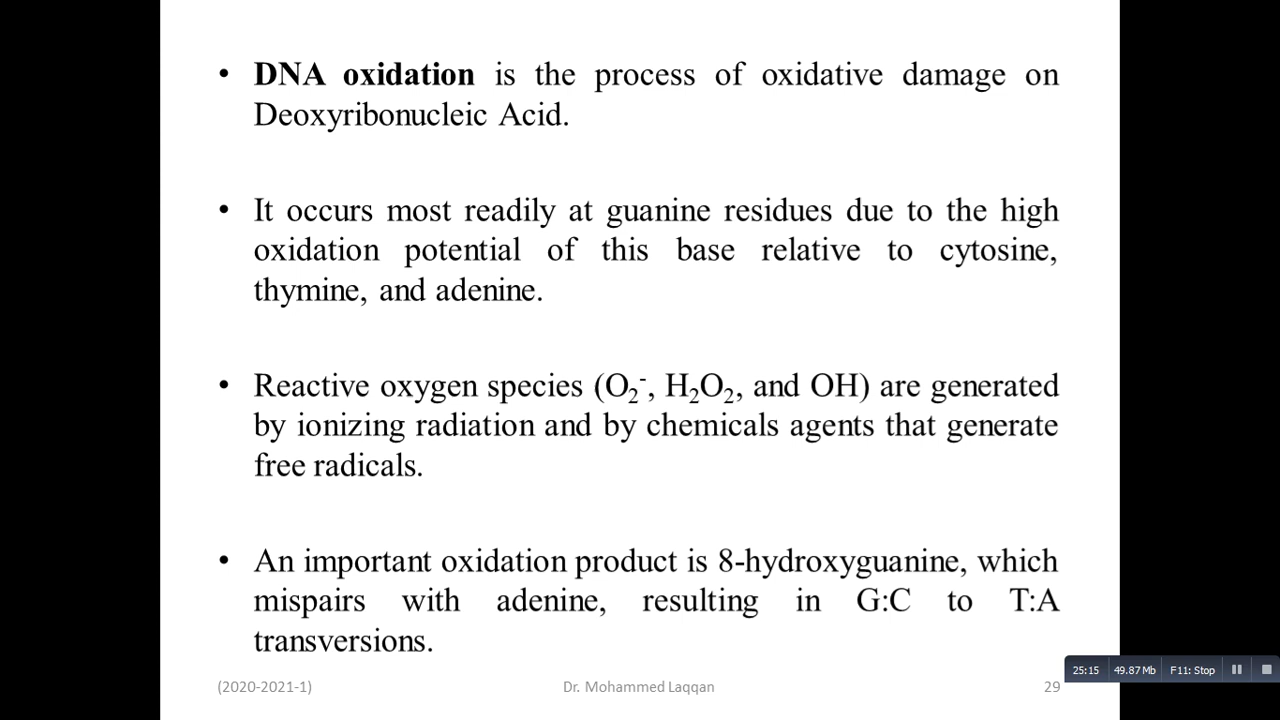 • DNA oxidation is the process of oxidative damage on
Deoxyribonucleic Acid.
• It occurs most readily at guanine residues due to the high
oxidation potential of this base relative to cytosine,
thymine, and adenine.
• Reactive oxygen species (O₂⁻, H₂O₂, and OH) are generated
by ionizing radiation and by chemicals agents that generate
free radicals.
• An important oxidation product is 8-hydroxyguanine, which
mispairs with adenine, resulting in G:C to T:A
transversions.
25:15 49.87 Mb F11: Stop
(2020-2021-1) Dr. Mohammed Laqqan 29